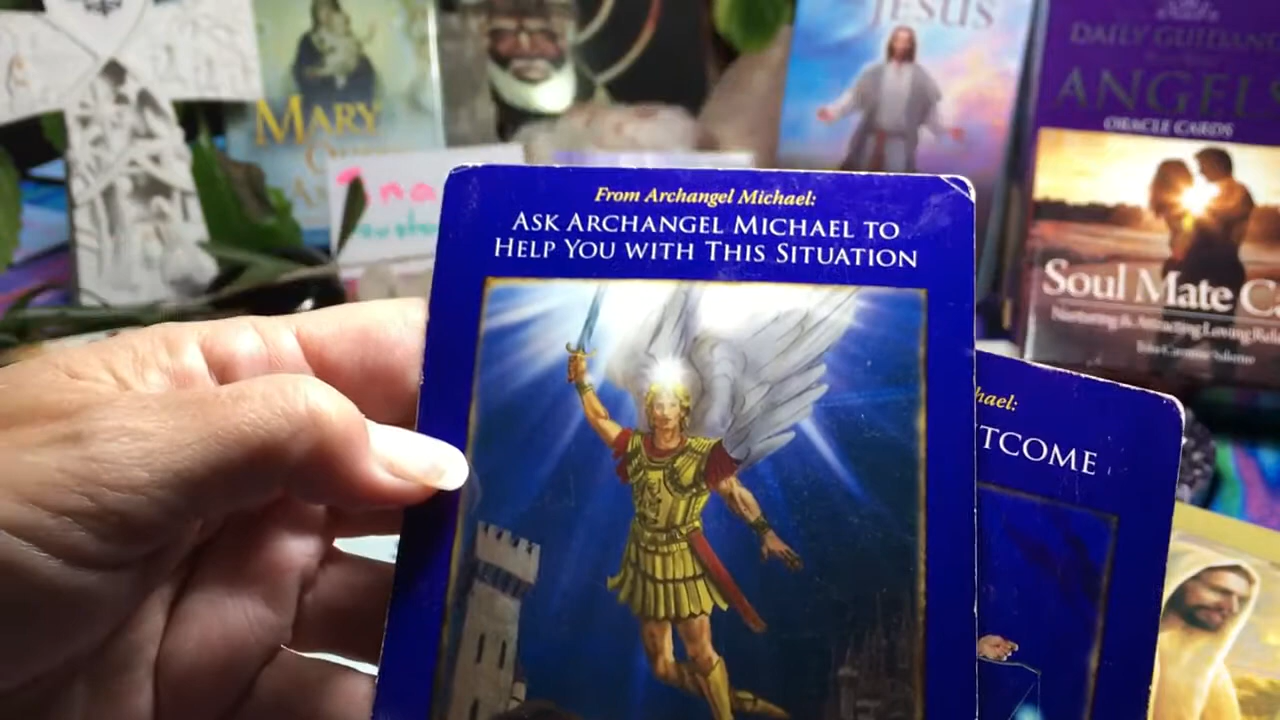 MARY
JESUS
DAILY GUIDANC
ANGELS
ORACLE CARDS
From Archangel Michael:
ASK ARCHANGEL MICHAEL TO
HELP YOU WITH THIS SITUATION
Soul Mate C
hael:
TCOME